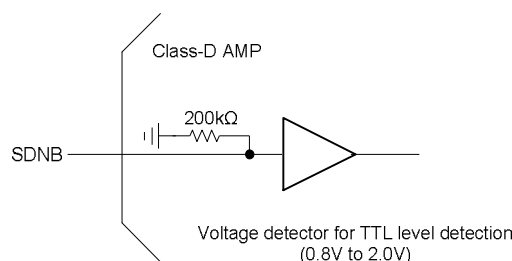 Class-D AMP
200kΩ
SDNB
Voltage detector for TTL level detection
(0.8V to 2.0V)